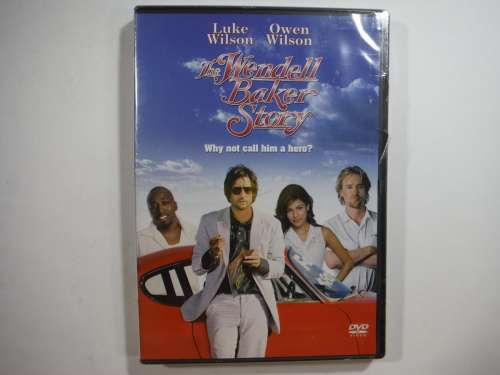 Luke Owen
Wilson Wilson
The Wendell
Baker
Story
Why not call him a hero?
DVD
VIDEO